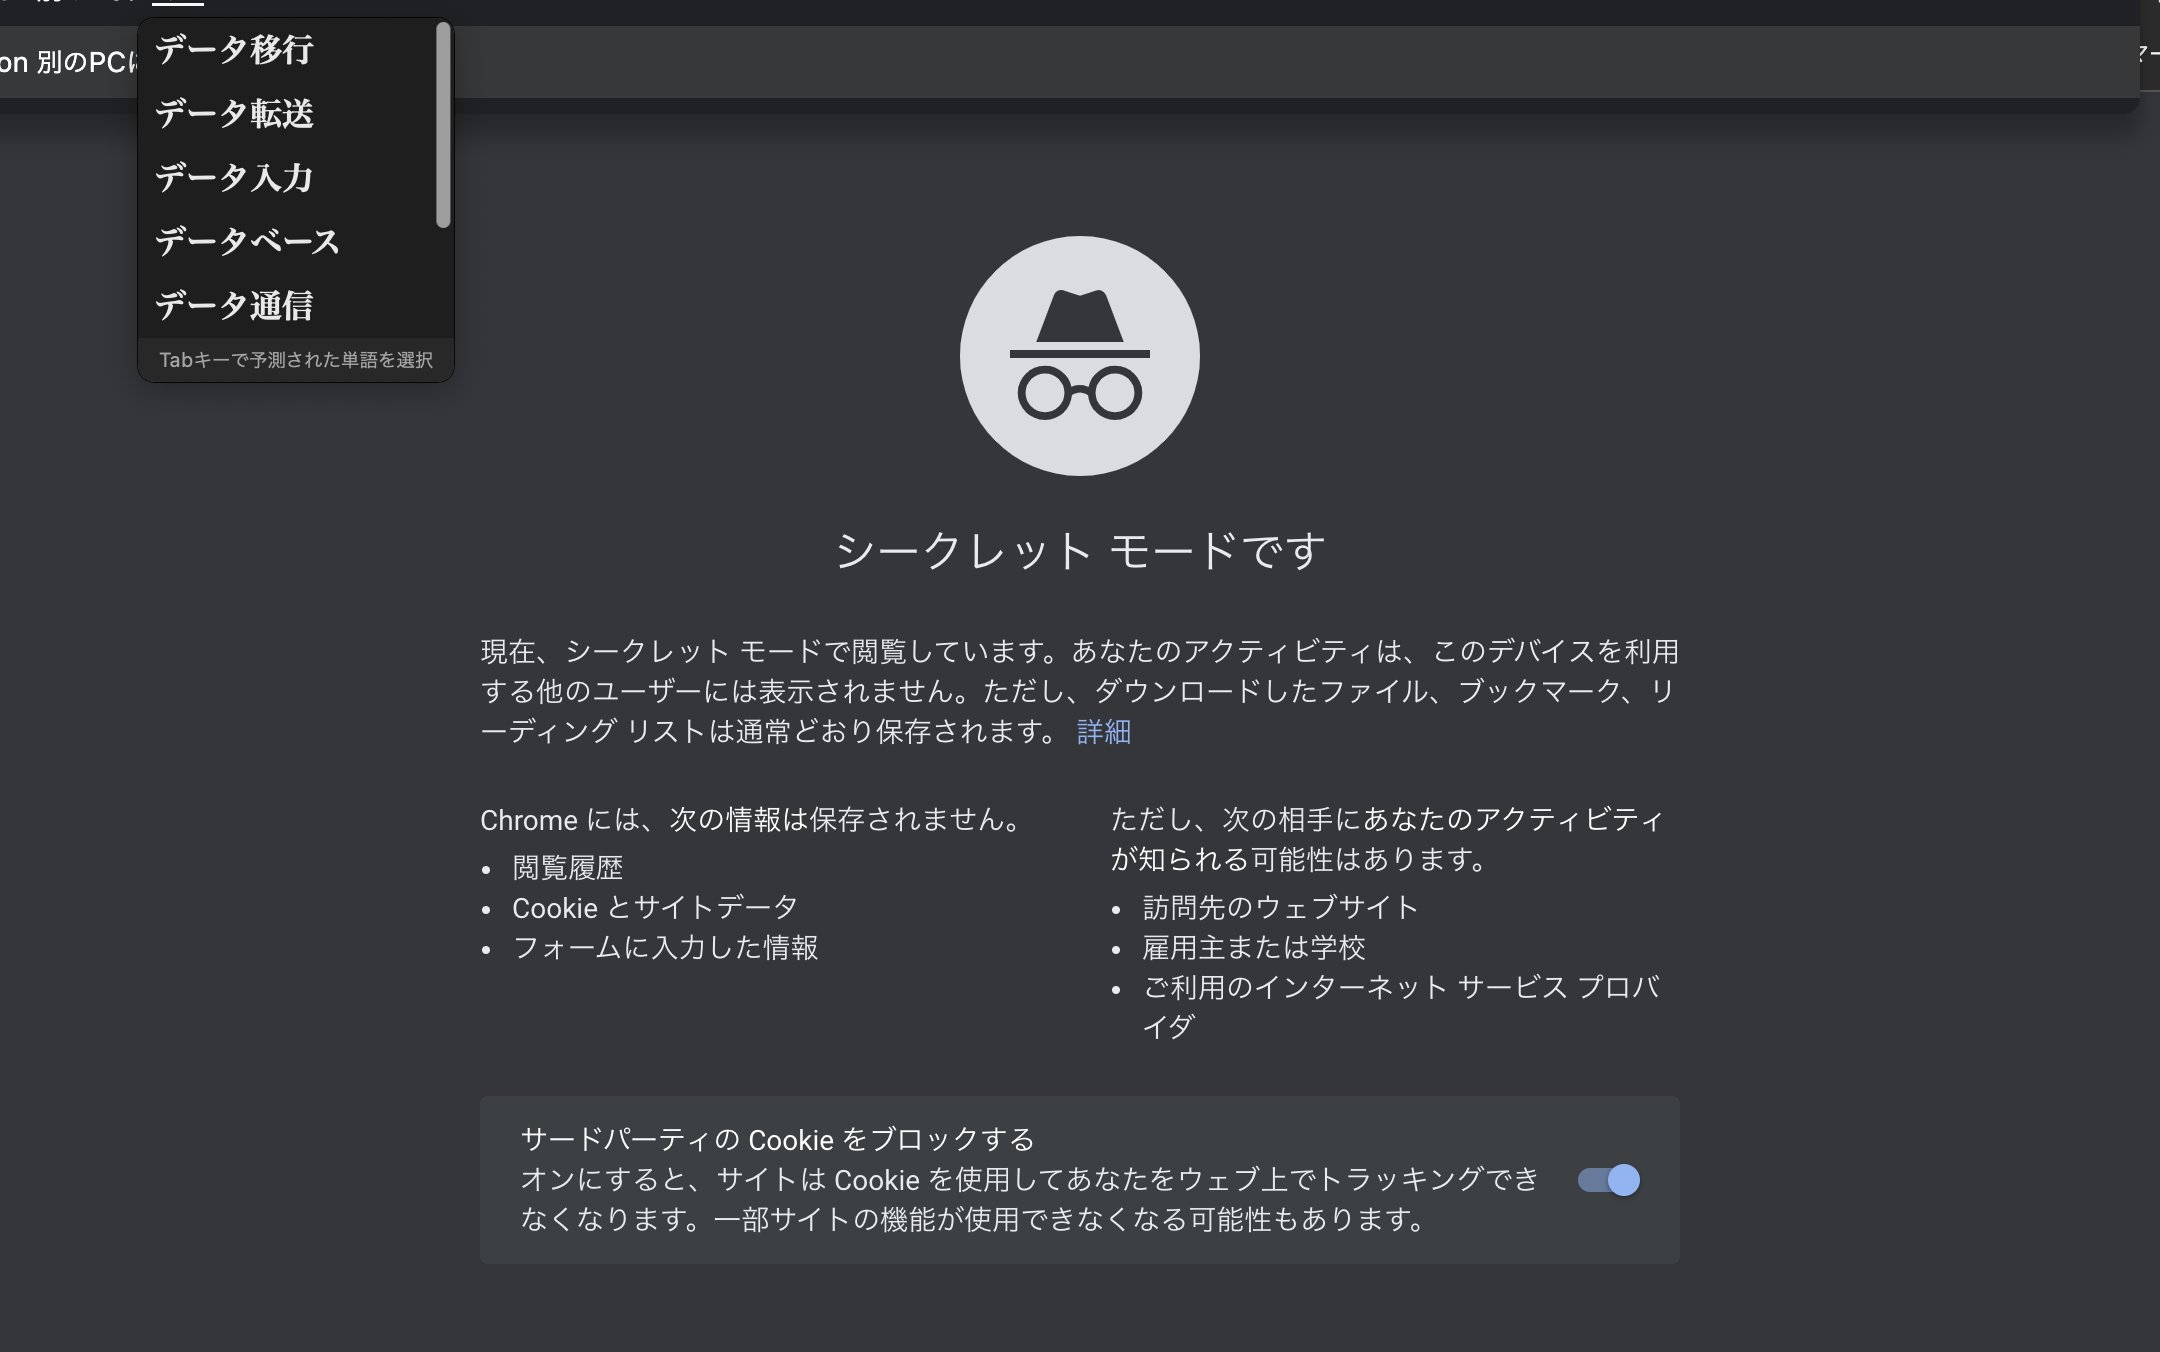 on 別のPCに
データ移行
データ転送
データ入力
データベース
データ通信
Tabキーで予測された単語を選択
シークレット モードです
現在、シークレット モードで閲覧しています。あなたのアクティビティは、このデバイスを利用
する他のユーザーには表示されません。ただし、ダウンロードしたファイル、ブックマーク、リ
ーディング リストは通常どおり保存されます。 詳細
Chrome には、次の情報は保存されません。
• 閲覧履歴
• Cookie とサイトデータ
• フォームに入力した情報
ただし、次の相手にあなたのアクティビティ
が知られる可能性はあります。
• 訪問先のウェブサイト
• 雇用主または学校
• ご利用のインターネット サービス プロバ
イダ
サードパーティの Cookie をブロックする
オンにすると、サイトは Cookie を使用してあなたをウェブ上でトラッキングでき
なくなります。一部サイトの機能が使用できなくなる可能性もあります。